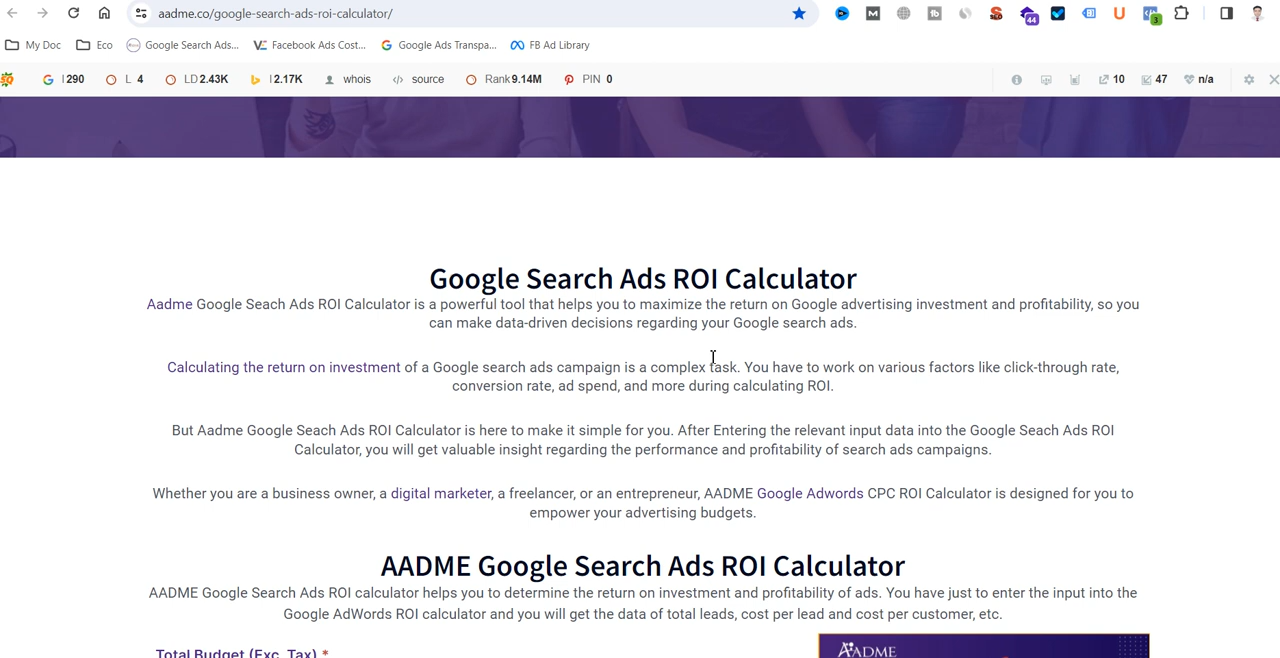 aadme.co/google-search-ads-roi-calculator/
44
3
My Doc Eco Google Search Ads... Facebook Ads Cost... Google Ads Transpa... FB Ad Library
I 290 L 4 LD 2.43K I 2.17K whois source Rank 9.14M PIN 0 10 47 n/a
Google Search Ads ROI Calculator
Aadme Google Seach Ads ROI Calculator is a powerful tool that helps you to maximize the return on Google advertising investment and profitability, so you
can make data-driven decisions regarding your Google search ads.
Calculating the return on investment of a Google search ads campaign is a complex task. You have to work on various factors like click-through rate,
conversion rate, ad spend, and more during calculating ROI.
But Aadme Google Seach Ads ROI Calculator is here to make it simple for you. After Entering the relevant input data into the Google Seach Ads ROI
Calculator, you will get valuable insight regarding the performance and profitability of search ads campaigns.
Whether you are a business owner, a digital marketer, a freelancer, or an entrepreneur, AADME Google Adwords CPC ROI Calculator is designed for you to
empower your advertising budgets.
AADME Google Search Ads ROI Calculator
AADME Google Search Ads ROI calculator helps you to determine the return on investment and profitability of ads. You have just to enter the input into the
Google AdWords ROI calculator and you will get the data of total leads, cost per lead and cost per customer, etc.
Total Budget (Exc. Tax) *
AADME